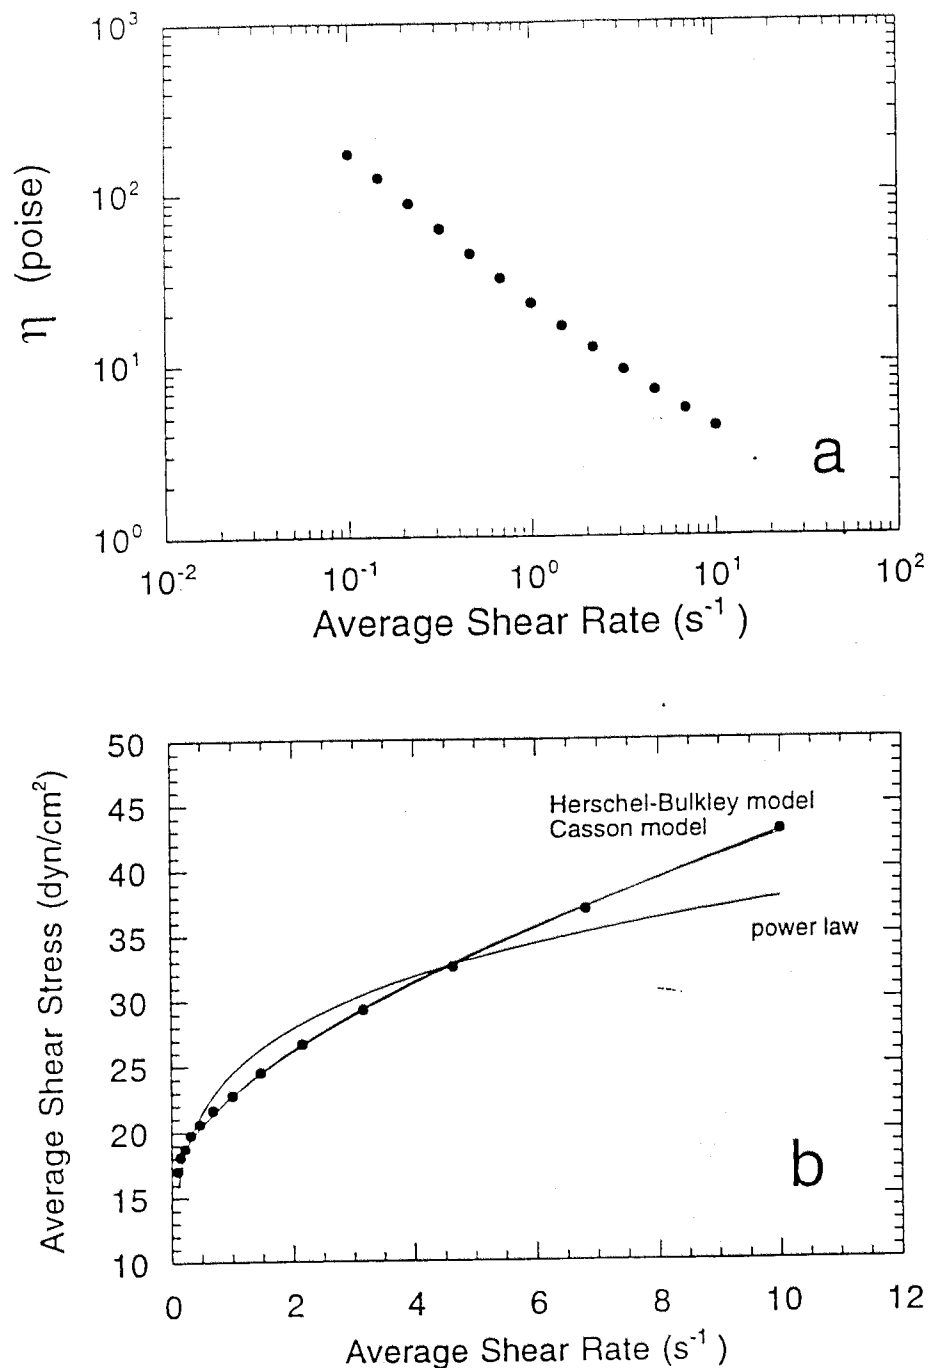 10³
10²
10¹
10⁰
η (poise)
a
10⁻² 10⁻¹ 10⁰ 10¹ 10²
Average Shear Rate (s⁻¹ )
50
45
40
35
30
25
20
15
10
Average Shear Stress (dyn/cm²)
Herschel-Bulkley model
Casson model
power law
b
0 2 4 6 8 10 12
Average Shear Rate (s⁻¹ )